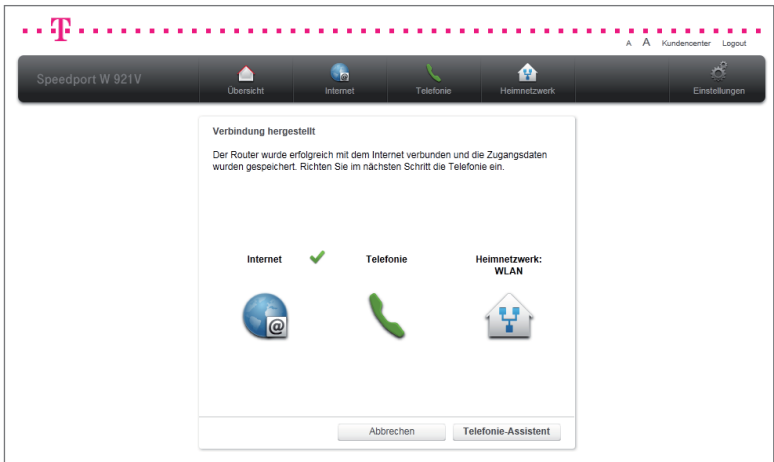 T
A A Kundencenter Logout
Speedport W 921V
Übersicht
Internet
Telefonie
Heimnetzwerk
Einstellungen
Verbindung hergestellt
Der Router wurde erfolgreich mit dem Internet verbunden und die Zugangsdaten
wurden gespeichert. Richten Sie im nächsten Schritt die Telefonie ein.
Internet
Telefonie
Heimnetzwerk:
WLAN
@
Abbrechen
Telefonie-Assistent